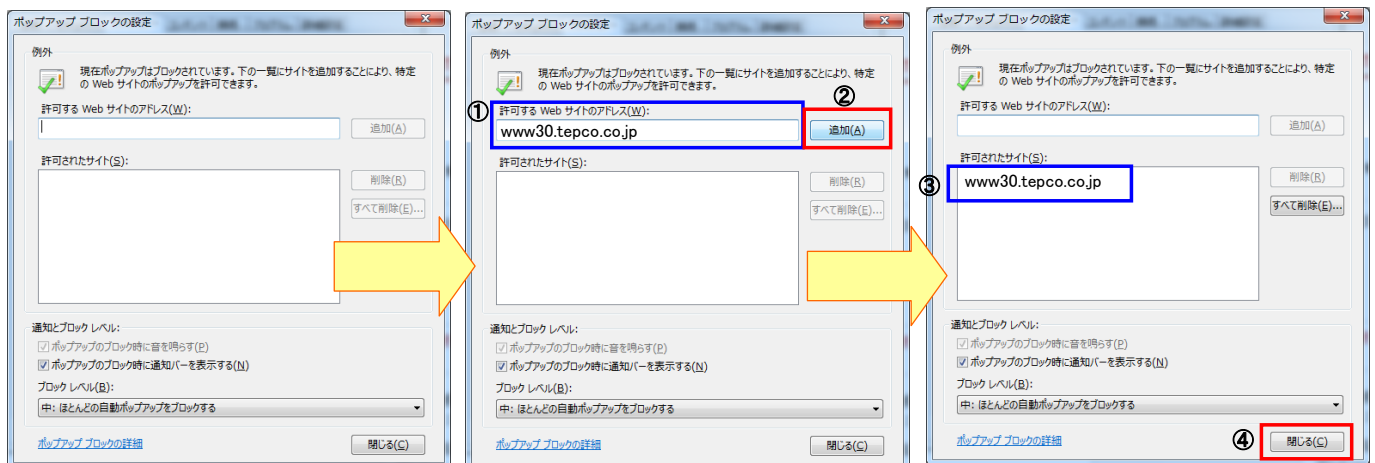 ポップアップ ブロックの設定
例外
現在ポップアップはブロックされています。下の一覧にサイトを追加することにより、特定
の Web サイトのポップアップを許可できます。
許可する Web サイトのアドレス(W):
追加(A)
許可されたサイト(S):
削除(R)
すべて削除(E)...
通知とブロック レベル:
ポップアップのブロック時に音を鳴らす(P)
ポップアップのブロック時に通知バーを表示する(N)
ブロック レベル(B):
中: ほとんどの自動ポップアップをブロックする
ポップアップ ブロックの詳細
閉じる(C)
ポップアップ ブロックの設定
例外
現在ポップアップはブロックされています。下の一覧にサイトを追加することにより、特定
の Web サイトのポップアップを許可できます。
②
①
許可する Web サイトのアドレス(W):
www30.tepco.co.jp
追加(A)
許可されたサイト(S):
削除(R)
すべて削除(E)...
通知とブロック レベル:
ポップアップのブロック時に音を鳴らす(P)
ポップアップのブロック時に通知バーを表示する(N)
ブロック レベル(B):
中: ほとんどの自動ポップアップをブロックする
ポップアップ ブロックの詳細
閉じる(C)
ポップアップ ブロックの設定
例外
現在ポップアップはブロックされています。下の一覧にサイトを追加することにより、特定
の Web サイトのポップアップを許可できます。
許可する Web サイトのアドレス(W):
追加(A)
許可されたサイト(S):
③
www30.tepco.co.jp
削除(R)
すべて削除(E)...
通知とブロック レベル:
ポップアップのブロック時に音を鳴らす(P)
ポップアップのブロック時に通知バーを表示する(N)
ブロック レベル(B):
中: ほとんどの自動ポップアップをブロックする
ポップアップ ブロックの詳細
④
閉じる(C)